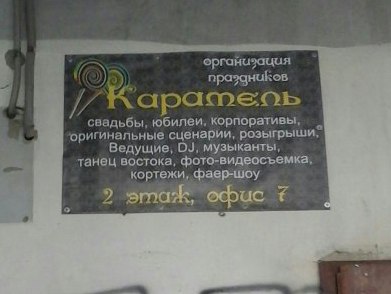 организация
праздников
Карамель
свадьбы, юбилеи, корпоративы,
оригинальные сценарии, розыгрыши,
Ведущие, DJ, музыканты,
танец востока, фото-видеосъемка,
кортежи, фаер-шоу
2 этаж, офис 7